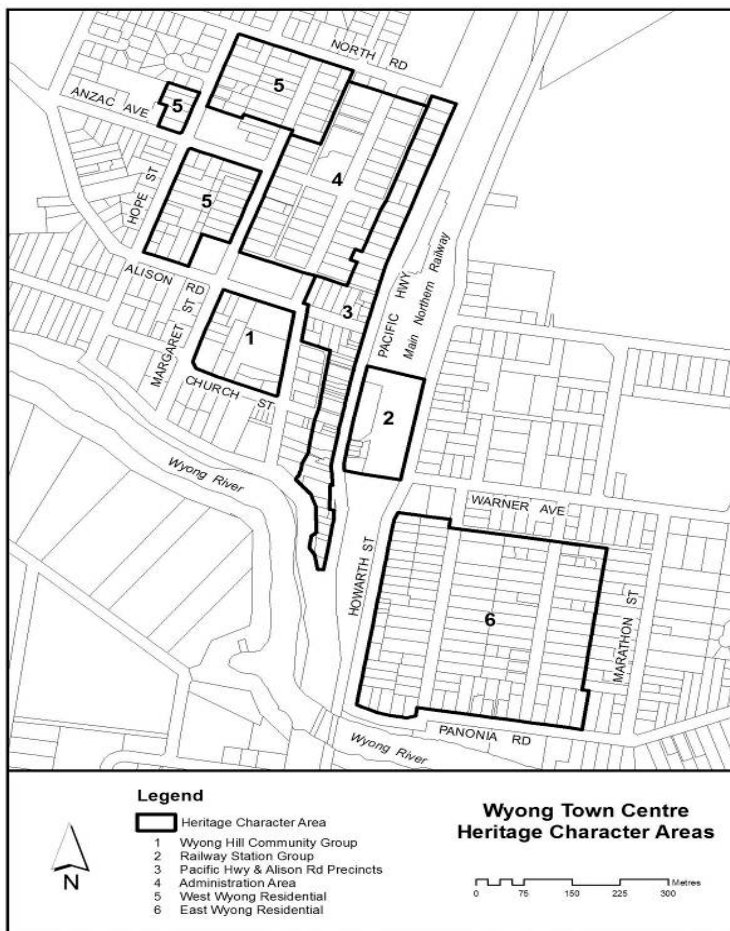 NORTH RD
5
ANZAC AVE
5
4
HOPE ST
5
PACIFIC HWY
Main Northern Railway
ALISON RD
3
MARGARET ST
1
CHURCH ST
2
Wyong River
WARNER AVE
HOWARTH ST
6
MARATHON ST
PANONIA RD
Wyong River
Legend
Heritage Character Area
1 Wyong Hill Community Group
2 Railway Station Group
3 Pacific Hwy & Alison Rd Precincts
4 Administration Area
5 West Wyong Residential
6 East Wyong Residential
N
Wyong Town Centre
Heritage Character Areas
0 75 150 225 300 Metres